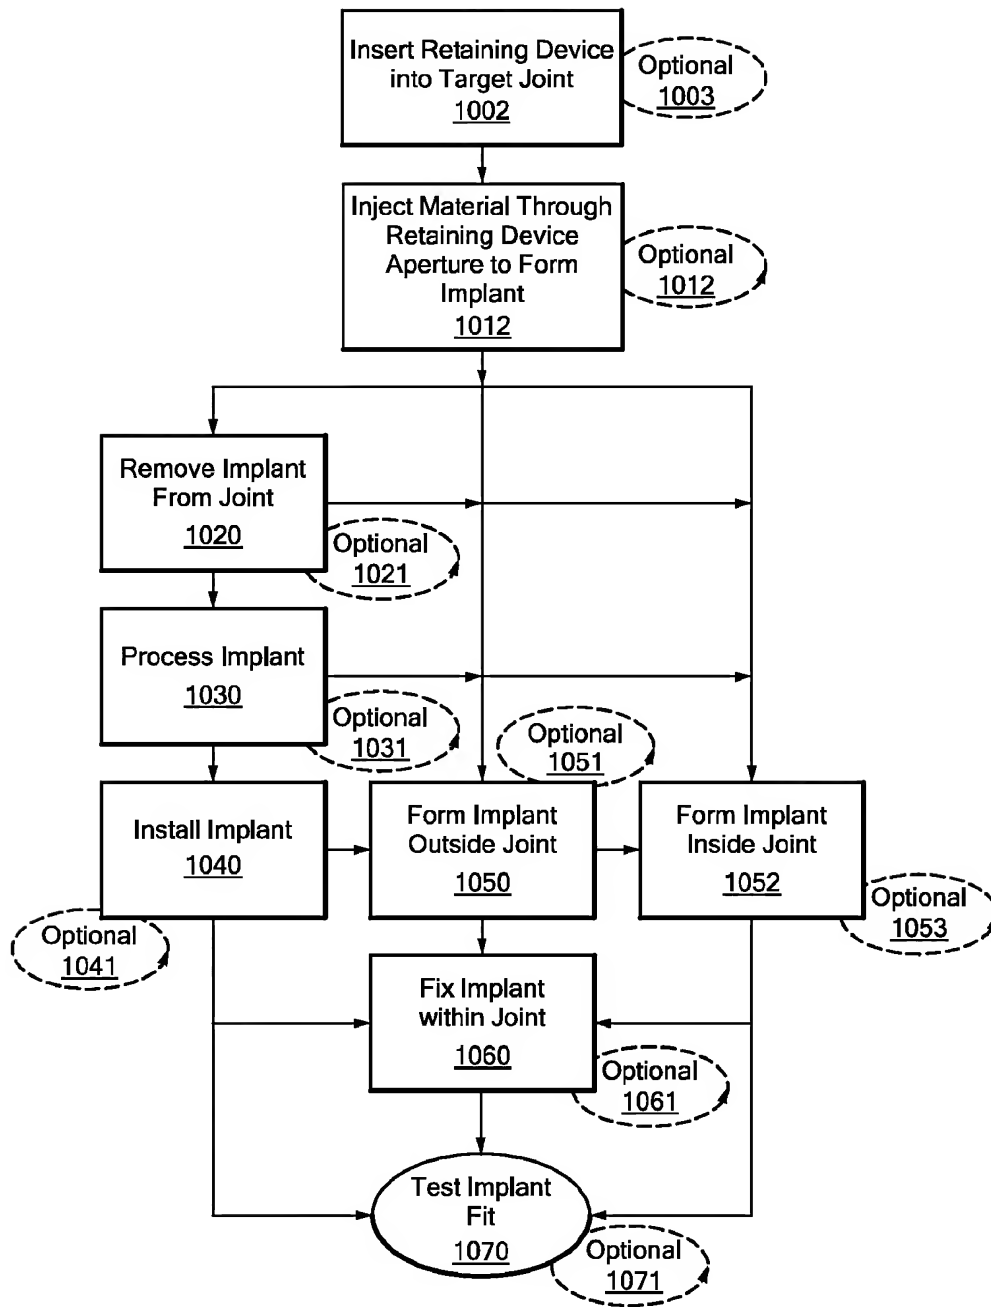 Insert Retaining Device
into Target Joint
1002
Optional
1003
Inject Material Through
Retaining Device
Aperture to Form
Implant
1012
Optional
1012
Remove Implant
From Joint
1020
Optional
1021
Process Implant
1030
Optional
1031
Optional
1051
Install Implant
1040
Form Implant
Outside Joint
1050
Form Implant
Inside Joint
1052
Optional
1041
Optional
1053
Fix Implant
within Joint
1060
Optional
1061
Test Implant
Fit
1070
Optional
1071